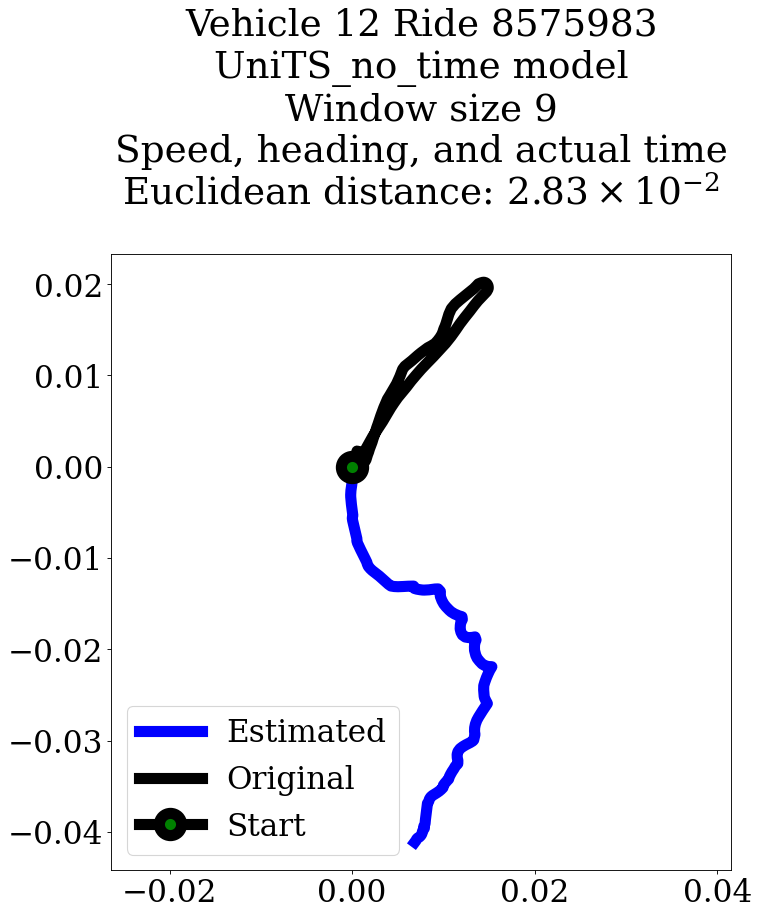 Vehicle 12 Ride 8575983
UniTS_no_time model
Window size 9
Speed, heading, and actual time
Euclidean distance: 2.83 × 10⁻²
0.02
0.01
0.00
−0.01
−0.02
−0.03
−0.04
Estimated
Original
Start
−0.02 0.00 0.02 0.04